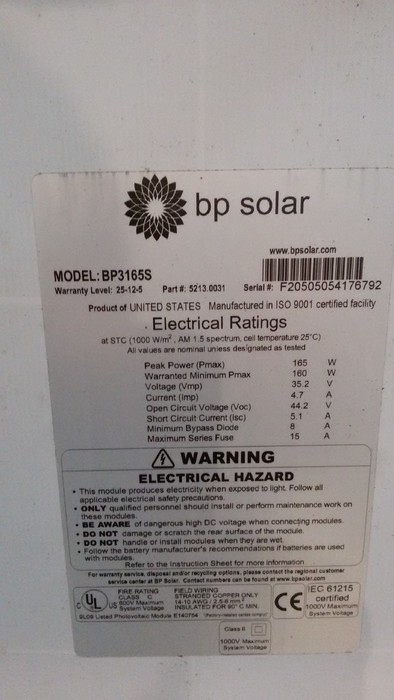 bp solar
www.bpsolar.com
MODEL: BP3165S
Warranty Level: 25-12-5 Part #: 5213.0031 Serial #: F20505054176792
Product of UNITED STATES Manufactured in ISO 9001 certified facility
Electrical Ratings
at STC (1000 W/m², AM 1.5 spectrum, cell temperature 25°C)
All values are nominal unless designated as tested
Peak Power (Pmax) 165 W
Warranted Minimum Pmax 160 W
Voltage (Vmp) 35.2 V
Current (Imp) 4.7 A
Open Circuit Voltage (Voc) 44.2 V
Short Circuit Current (Isc) 5.1 A
Minimum Bypass Diode 8 A
Maximum Series Fuse 15 A
WARNING
ELECTRICAL HAZARD
• This module produces electricity when exposed to light. Follow all
applicable electrical safety precautions.
• ONLY qualified personnel should install or perform maintenance work on
these modules.
• BE AWARE of dangerous high DC voltage when connecting modules.
• DO NOT damage or scratch the rear surface of the module.
• DO NOT handle or install modules when they are wet.
• Follow the battery manufacturer's recommendations if batteries are used
with modules.
Refer to the Instruction Sheet for more information
For warranty service, disposal and/or recycling options, please contact the regional customer
service center at BP Solar. Contact numbers can be found at www.bpsolar.com
C UL US
FIRE RATING
CLASS C
600V Maximum
System Voltage
FIELD WIRING
STRANDED COPPER ONLY
14-10 AWG / 2.5-6 mm²
INSULATED FOR 90° C MIN.
Listed Photovoltaic Module
CE
IEC 61215
certified
1000V Maximum
System Voltage
Class II
1000V Maximum
System Voltage